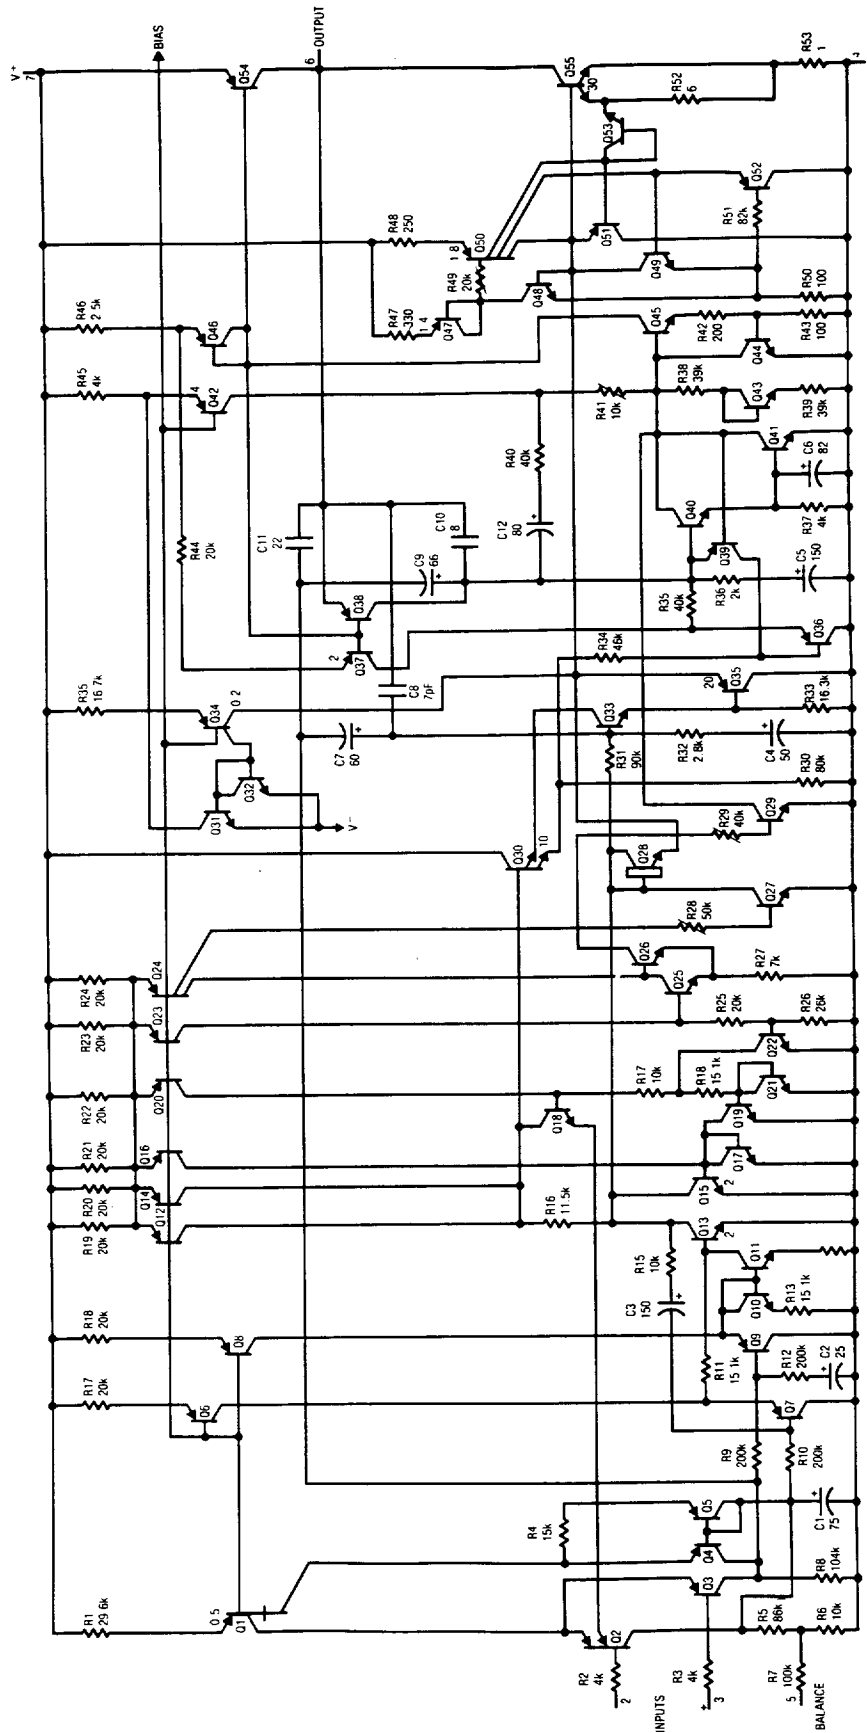 V+
7
BIAS
OUTPUT
6
R1
29 6k
0 5
Q1
R17
20k
R18
20k
Q6
Q8
R19
20k
R20
20k
R21
20k
R22
20k
R23
20k
R24
20k
Q12
Q14
Q16
Q20
Q23
Q24
R35
16 7k
Q34
0 2
Q31
Q32
V-
R45
4k
R46
2 5k
4
Q42
Q46
R44
20k
Q54
R47
330
R48
250
1 4
Q47
1 8
Q50
R49
20k
C11
22
C7
60
Q38
2
Q37
C9
66
C10
8
C8
7pF
C12
80
R40
40k
R41
10k
Q48
Q30
10
Q18
R16
11.5k
R4
15k
R2
4k
2
Q2
INPUTS
R3
4k
+
3
Q3
Q4
Q5
R7
100k
5
BALANCE
R5
86k
R6
10k
R8
104k
C1
75
R9
200k
R10
200k
Q7
R11
15 1k
Q9
R12
200k
C2
25
C3
150
R15
10k
Q10
Q11
R13
15 1k
Q13
2
Q15
2
Q17
Q19
R17
10k
R18
15 1k
Q21
Q22
R25
20k
R26
26k
Q25
Q26
R27
7k
R28
50k
Q27
Q28
R29
40k
Q29
R30
80k
R31
90k
Q33
R32
2.8k
C4
50
20
Q35
R33
16.3k
R34
46k
Q36
R35
40k
R36
2k
C5
150
Q39
Q40
R37
4k
C6
82
Q41
R38
39k
Q43
R39
39k
Q45
R42
200
Q44
R43
100
Q49
Q51
R50
100
R51
82k
Q52
Q53
Q55
30
R52
6
R53
1
4